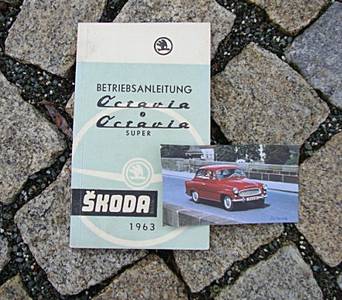 BETRIEBSANLEITUNG
Octavia
Octavia
SUPER
ŠKODA
1963